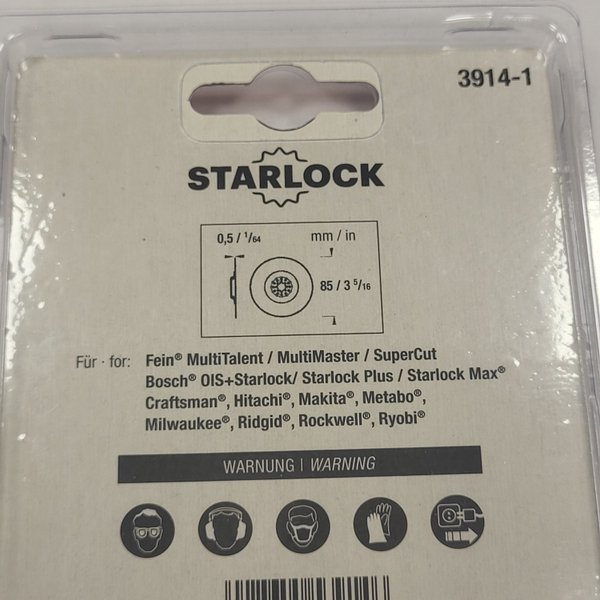 3914-1
STARLOCK
0,5 / 1/64 mm / in
85 / 3 5/16
Für · for: Fein® MultiTalent / MultiMaster / SuperCut
Bosch® OIS+Starlock/ Starlock Plus / Starlock Max®
Craftsman®, Hitachi®, Makita®, Metabo®,
Milwaukee®, Ridgid®, Rockwell®, Ryobi®
WARNUNG | WARNING